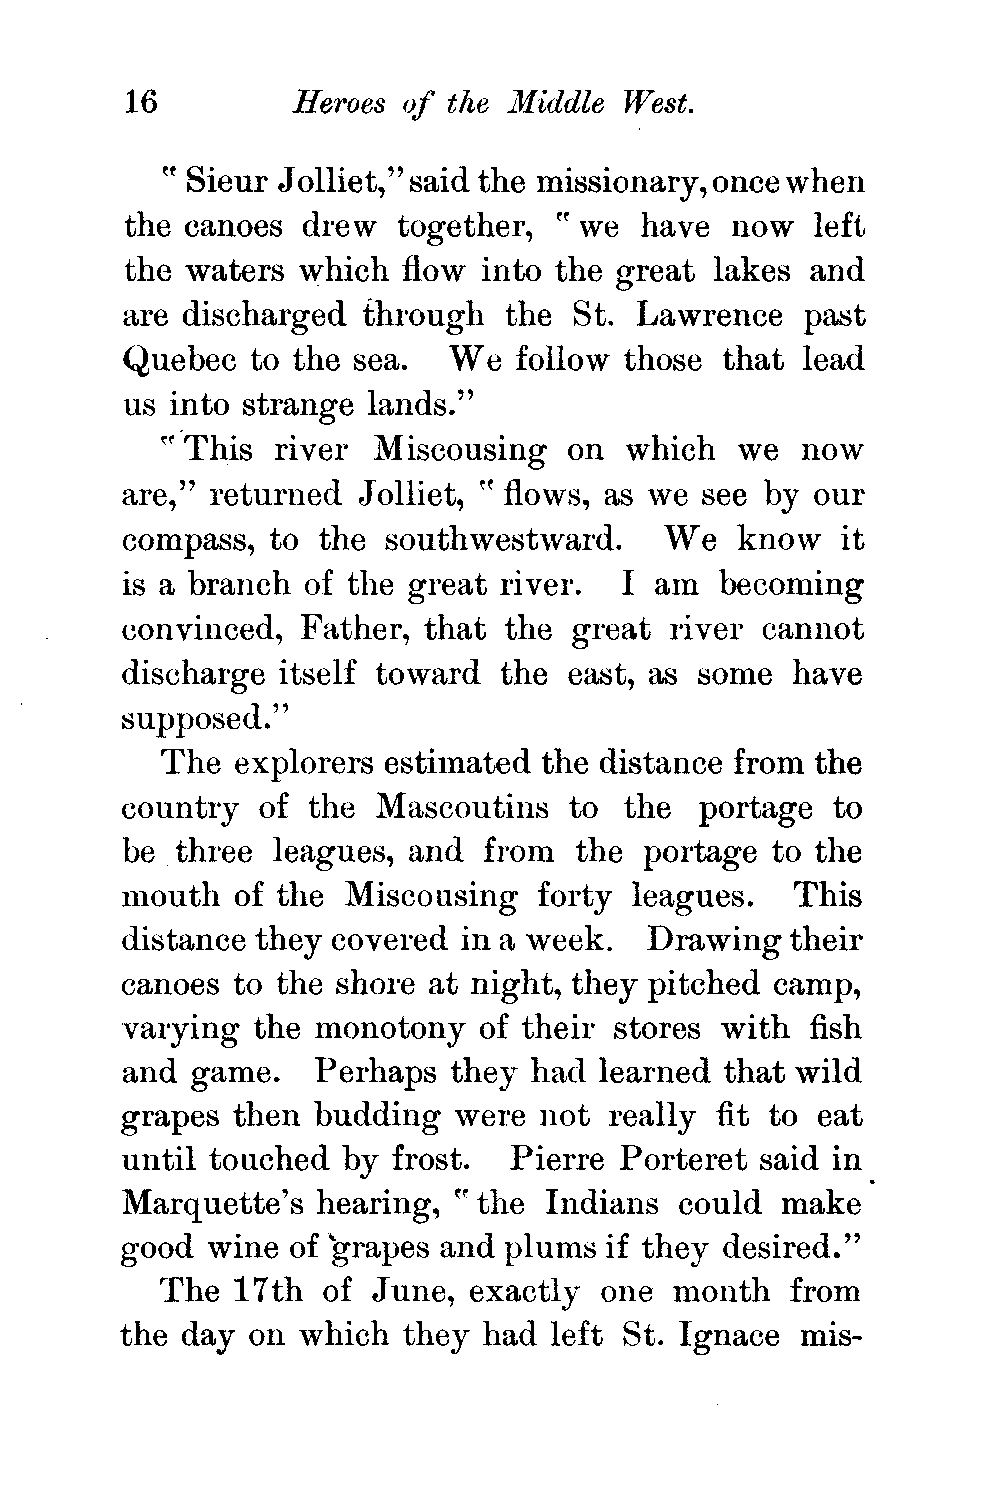 16 Heroes of the Middle West.
"Sieur Jolliet," said the missionary, once when
the canoes drew together, "we have now left
the waters which flow into the great lakes and
are discharged through the St. Lawrence past
Quebec to the sea. We follow those that lead
us into strange lands."
"This river Miscousing on which we now
are," returned Jolliet, "flows, as we see by our
compass, to the southwestward. We know it
is a branch of the great river. I am becoming
convinced, Father, that the great river cannot
discharge itself toward the east, as some have
supposed."
The explorers estimated the distance from the
country of the Mascoutins to the portage to
be three leagues, and from the portage to the
mouth of the Miscousing forty leagues. This
distance they covered in a week. Drawing their
canoes to the shore at night, they pitched camp,
varying the monotony of their stores with fish
and game. Perhaps they had learned that wild
grapes then budding were not really fit to eat
until touched by frost. Pierre Porteret said in
Marquette's hearing, "the Indians could make
good wine of grapes and plums if they desired."
The 17th of June, exactly one month from
the day on which they had left St. Ignace mis-